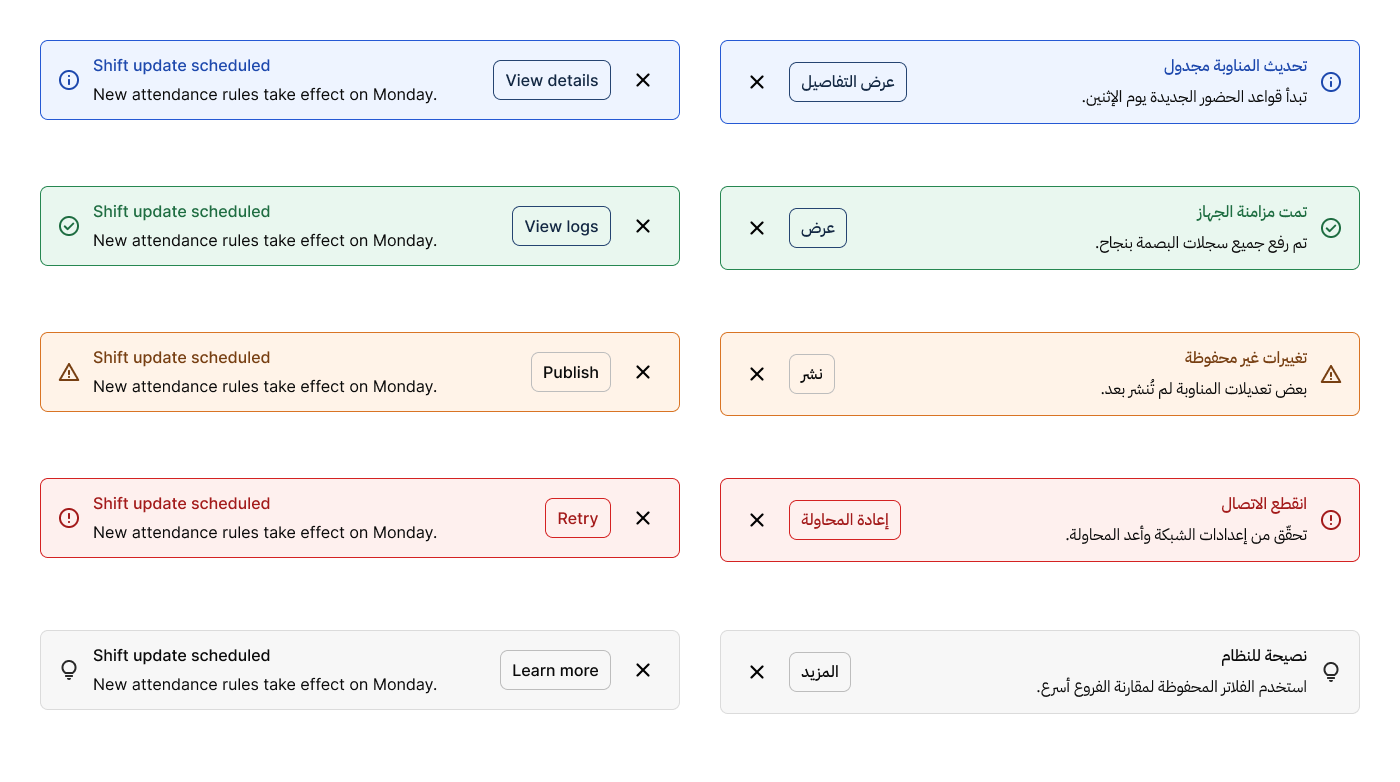 Shift update scheduled
New attendance rules take effect on Monday.
View details
تحديث المناوبة مجدول
تبدأ قواعد الحضور الجديدة يوم الإثنين.
عرض التفاصيل
Shift update scheduled
New attendance rules take effect on Monday.
View logs
تمت مزامنة الجهاز
تم رفع جميع سجلات البصمة بنجاح.
عرض
Shift update scheduled
New attendance rules take effect on Monday.
Publish
تغييرات غير محفوظة
بعض تعديلات المناوبة لم تُنشر بعد.
نشر
Shift update scheduled
New attendance rules take effect on Monday.
Retry
انقطع الاتصال
تحقّق من إعدادات الشبكة وأعد المحاولة.
إعادة المحاولة
Shift update scheduled
New attendance rules take effect on Monday.
Learn more
نصيحة للنظام
استخدم الفلاتر المحفوظة لمقارنة الفروع أسرع.
المزيد